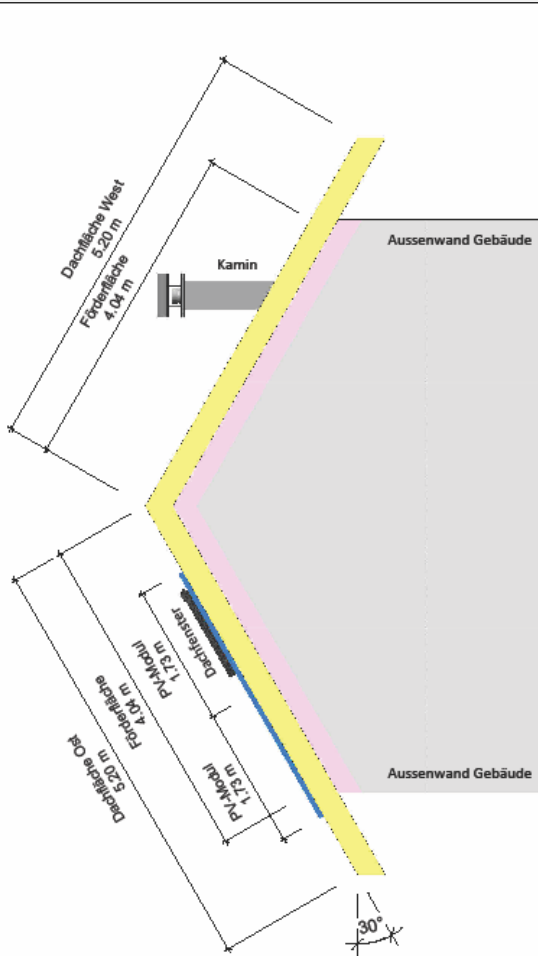 Dachfläche West
5.20 m
Förderfläche
4.04 m
Kamin
Aussenwand Gebäude
Dachfenster
PV-Modul
1.73 m
Förderfläche
4.04 m
Dachfläche Ost
5.20 m
PV-Modul
1.73 m
Aussenwand Gebäude
30°